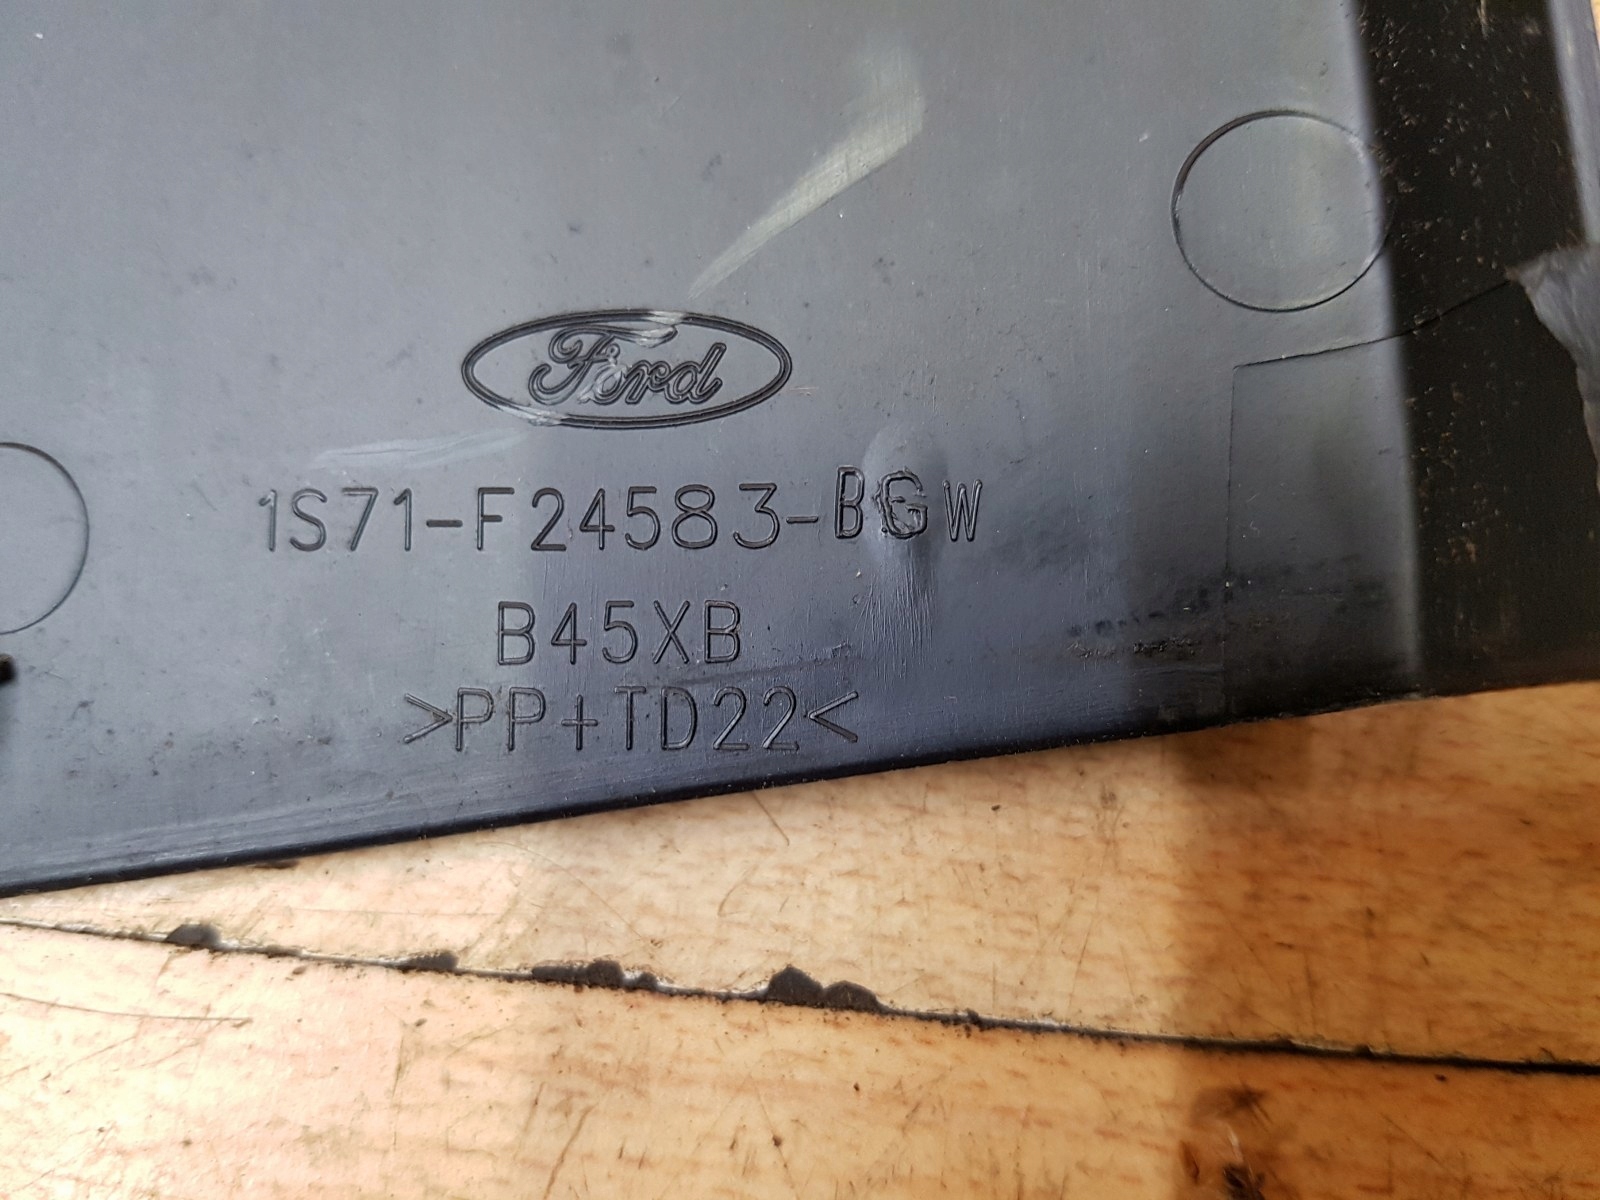 Ford
1S71-F24583-BGW
B45XB
>PP+TD22<